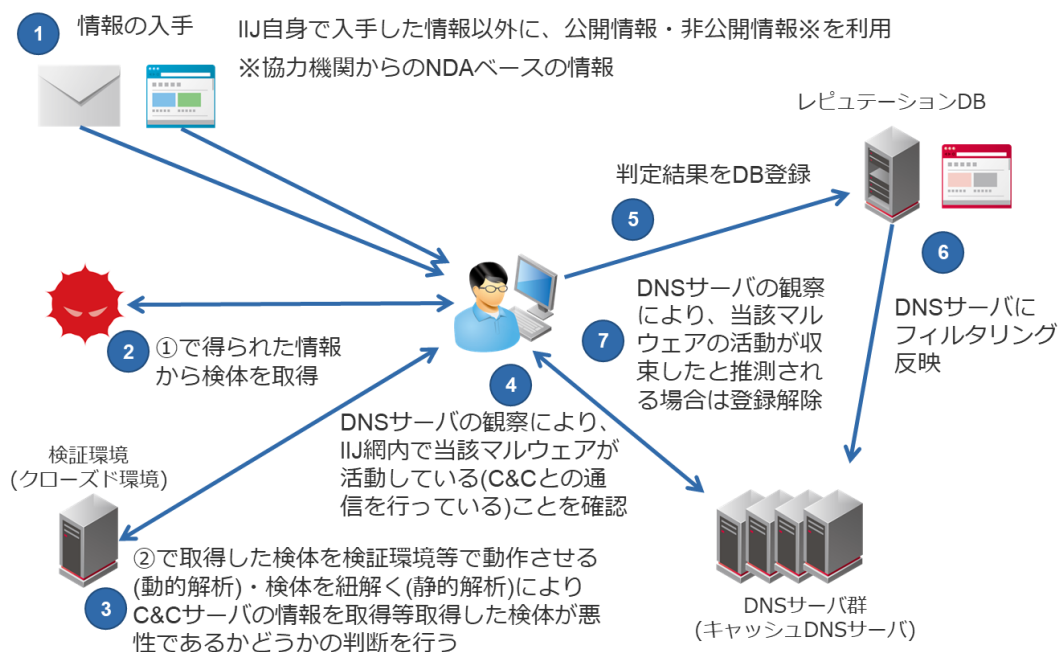 1
情報の入手
IIJ自身で入手した情報以外に、公開情報・非公開情報※を利用
※協力機関からのNDAベースの情報
レピュテーションDB
判定結果をDB登録
5
6
DNSサーバに
フィルタリング
反映
2
①で得られた情報
から検体を取得
7
DNSサーバの観察
により、当該マル
ウェアの活動が収
束したと推測され
る場合は登録解除
4
DNSサーバの観察により、
IIJ網内で当該マルウェアが
活動している(C&Cとの通
信を行っている)ことを確認
検証環境
(クローズド環境)
3
②で取得した検体を検証環境等で動作させる
(動的解析)・検体を紐解く(静的解析)により
C&Cサーバの情報を取得等取得した検体が悪
性であるかどうかの判断を行う
DNSサーバ群
(キャッシュDNSサーバ)